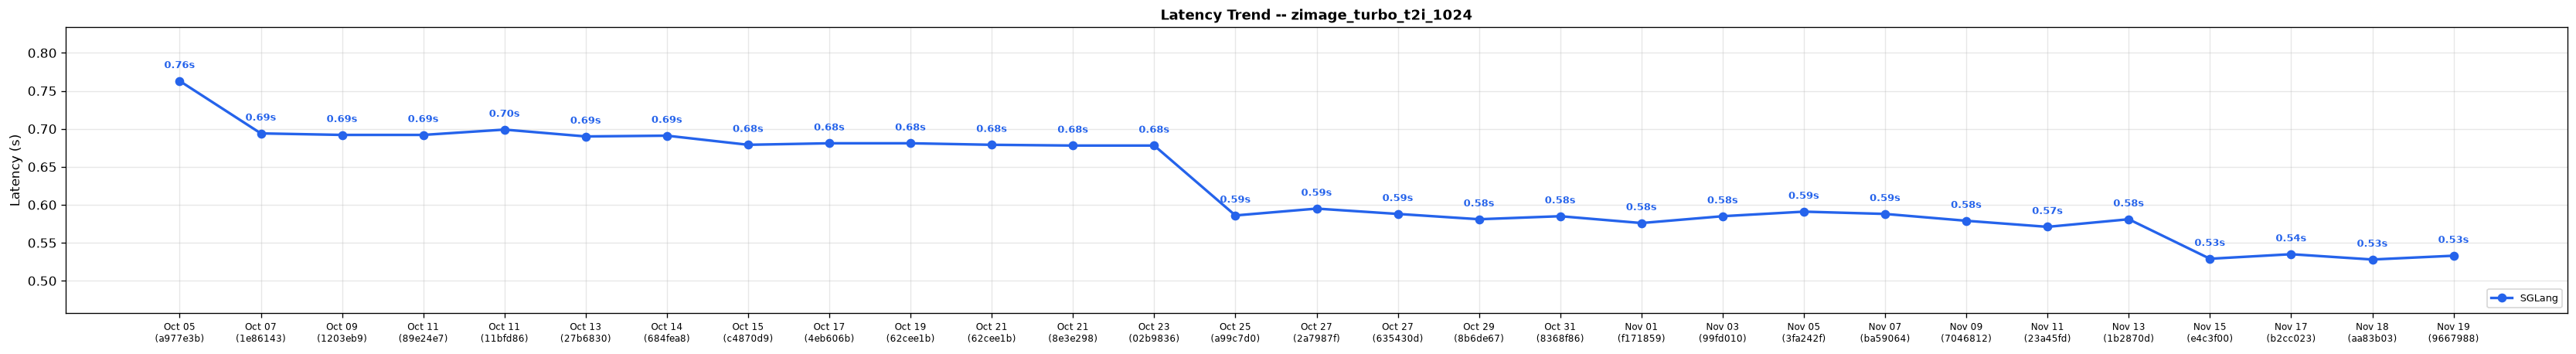 Latency Trend -- zimage_turbo_t2i_1024
Latency (s)
0.80
0.75
0.70
0.65
0.60
0.55
0.50
0.76s
0.69s
0.69s
0.69s
0.70s
0.69s
0.69s
0.68s
0.68s
0.68s
0.68s
0.68s
0.68s
0.59s
0.59s
0.59s
0.58s
0.58s
0.58s
0.58s
0.59s
0.59s
0.58s
0.57s
0.58s
0.53s
0.54s
0.53s
0.53s
SGLang
Oct 05
(a977e3b)
Oct 07
(1e86143)
Oct 09
(1203eb9)
Oct 11
(89e24e7)
Oct 11
(11bfd86)
Oct 13
(27b6830)
Oct 14
(684fea8)
Oct 15
(c4870d9)
Oct 17
(4eb606b)
Oct 19
(62cee1b)
Oct 21
(62cee1b)
Oct 21
(8e3e298)
Oct 23
(02b9836)
Oct 25
(a99c7d0)
Oct 27
(2a7987f)
Oct 27
(635430d)
Oct 29
(8b6de67)
Oct 31
(8368f86)
Nov 01
(f171859)
Nov 03
(99fd010)
Nov 05
(3fa242f)
Nov 07
(ba59064)
Nov 09
(7046812)
Nov 11
(23a45fd)
Nov 13
(1b2870d)
Nov 15
(e4c3f00)
Nov 17
(b2cc023)
Nov 18
(aa83b03)
Nov 19
(9667988)